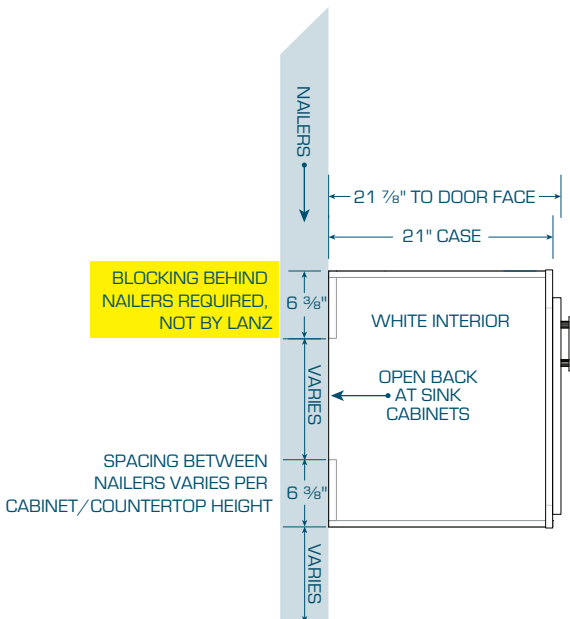 NAILERS
21 ⅞" TO DOOR FACE
21" CASE
BLOCKING BEHIND
NAILERS REQUIRED,
NOT BY LANZ
6 ⅜"
WHITE INTERIOR
VARIES
OPEN BACK
AT SINK
CABINETS
SPACING BETWEEN
NAILERS VARIES PER
CABINET/COUNTERTOP HEIGHT
6 ⅜"
VARIES